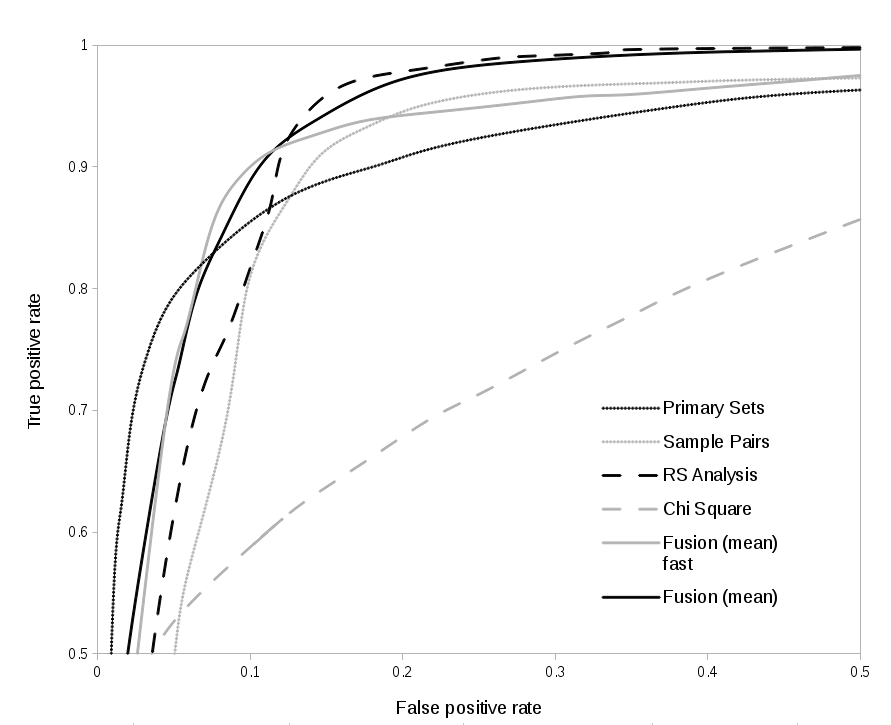 1
0.9
0.8
0.7
0.6
0.5
True positive rate
0
0.1
0.2
0.3
0.4
0.5
False positive rate
Primary Sets
Sample Pairs
RS Analysis
Chi Square
Fusion (mean)
fast
Fusion (mean)